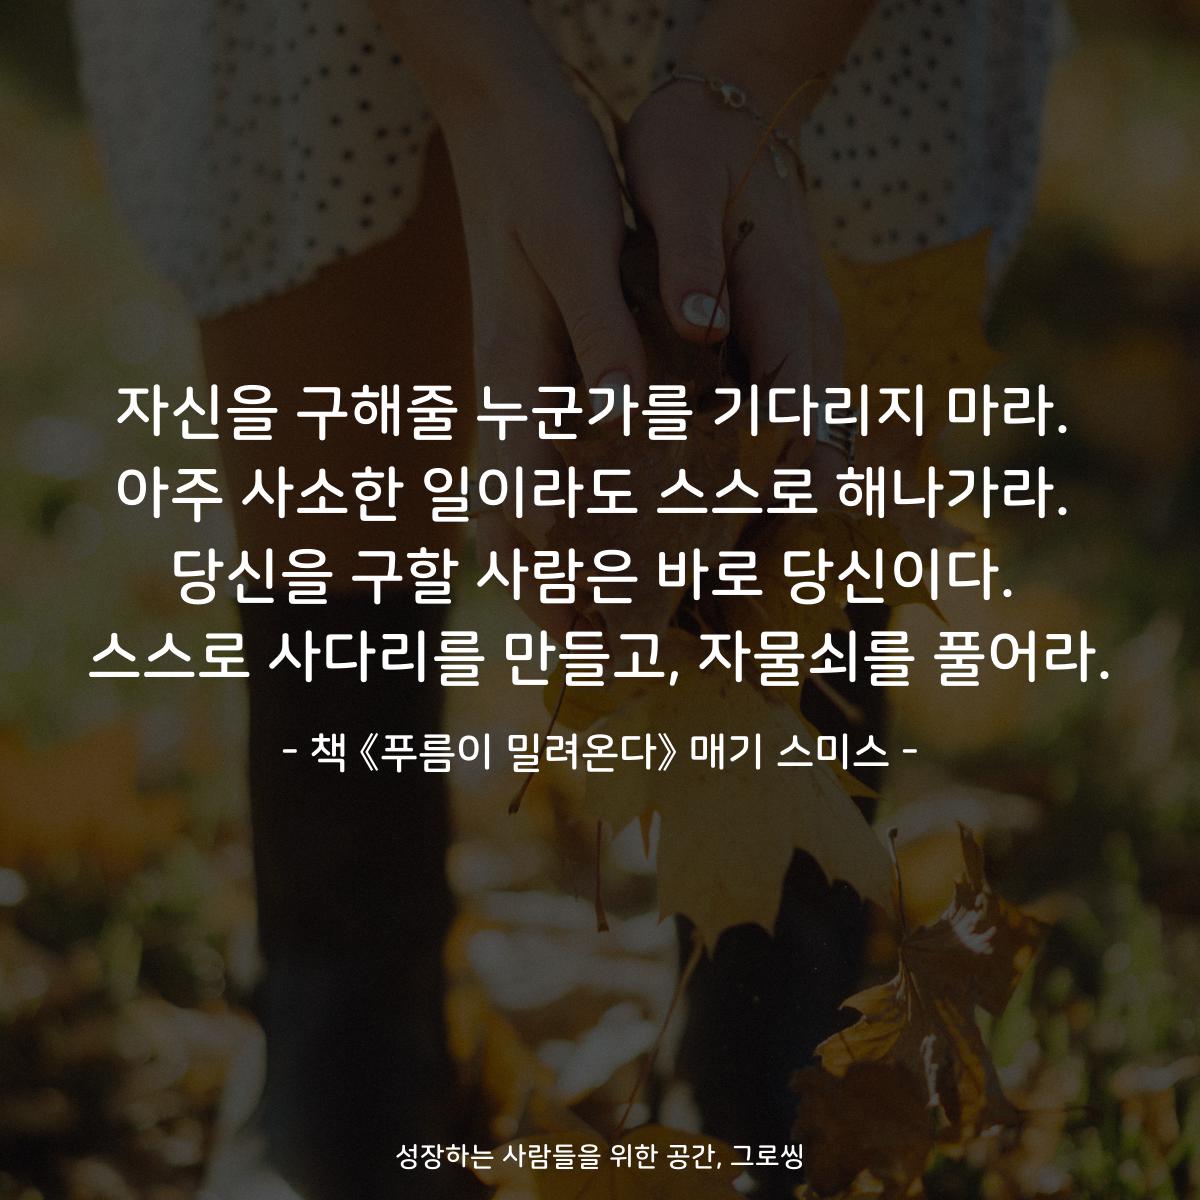 자신을 구해줄 누군가를 기다리지 마라.
아주 사소한 일이라도 스스로 해나가라.
당신을 구할 사람은 바로 당신이다.
스스로 사다리를 만들고, 자물쇠를 풀어라.
- 책 《푸름이 밀려온다》 매기 스미스 -
성장하는 사람들을 위한 공간, 그로씽